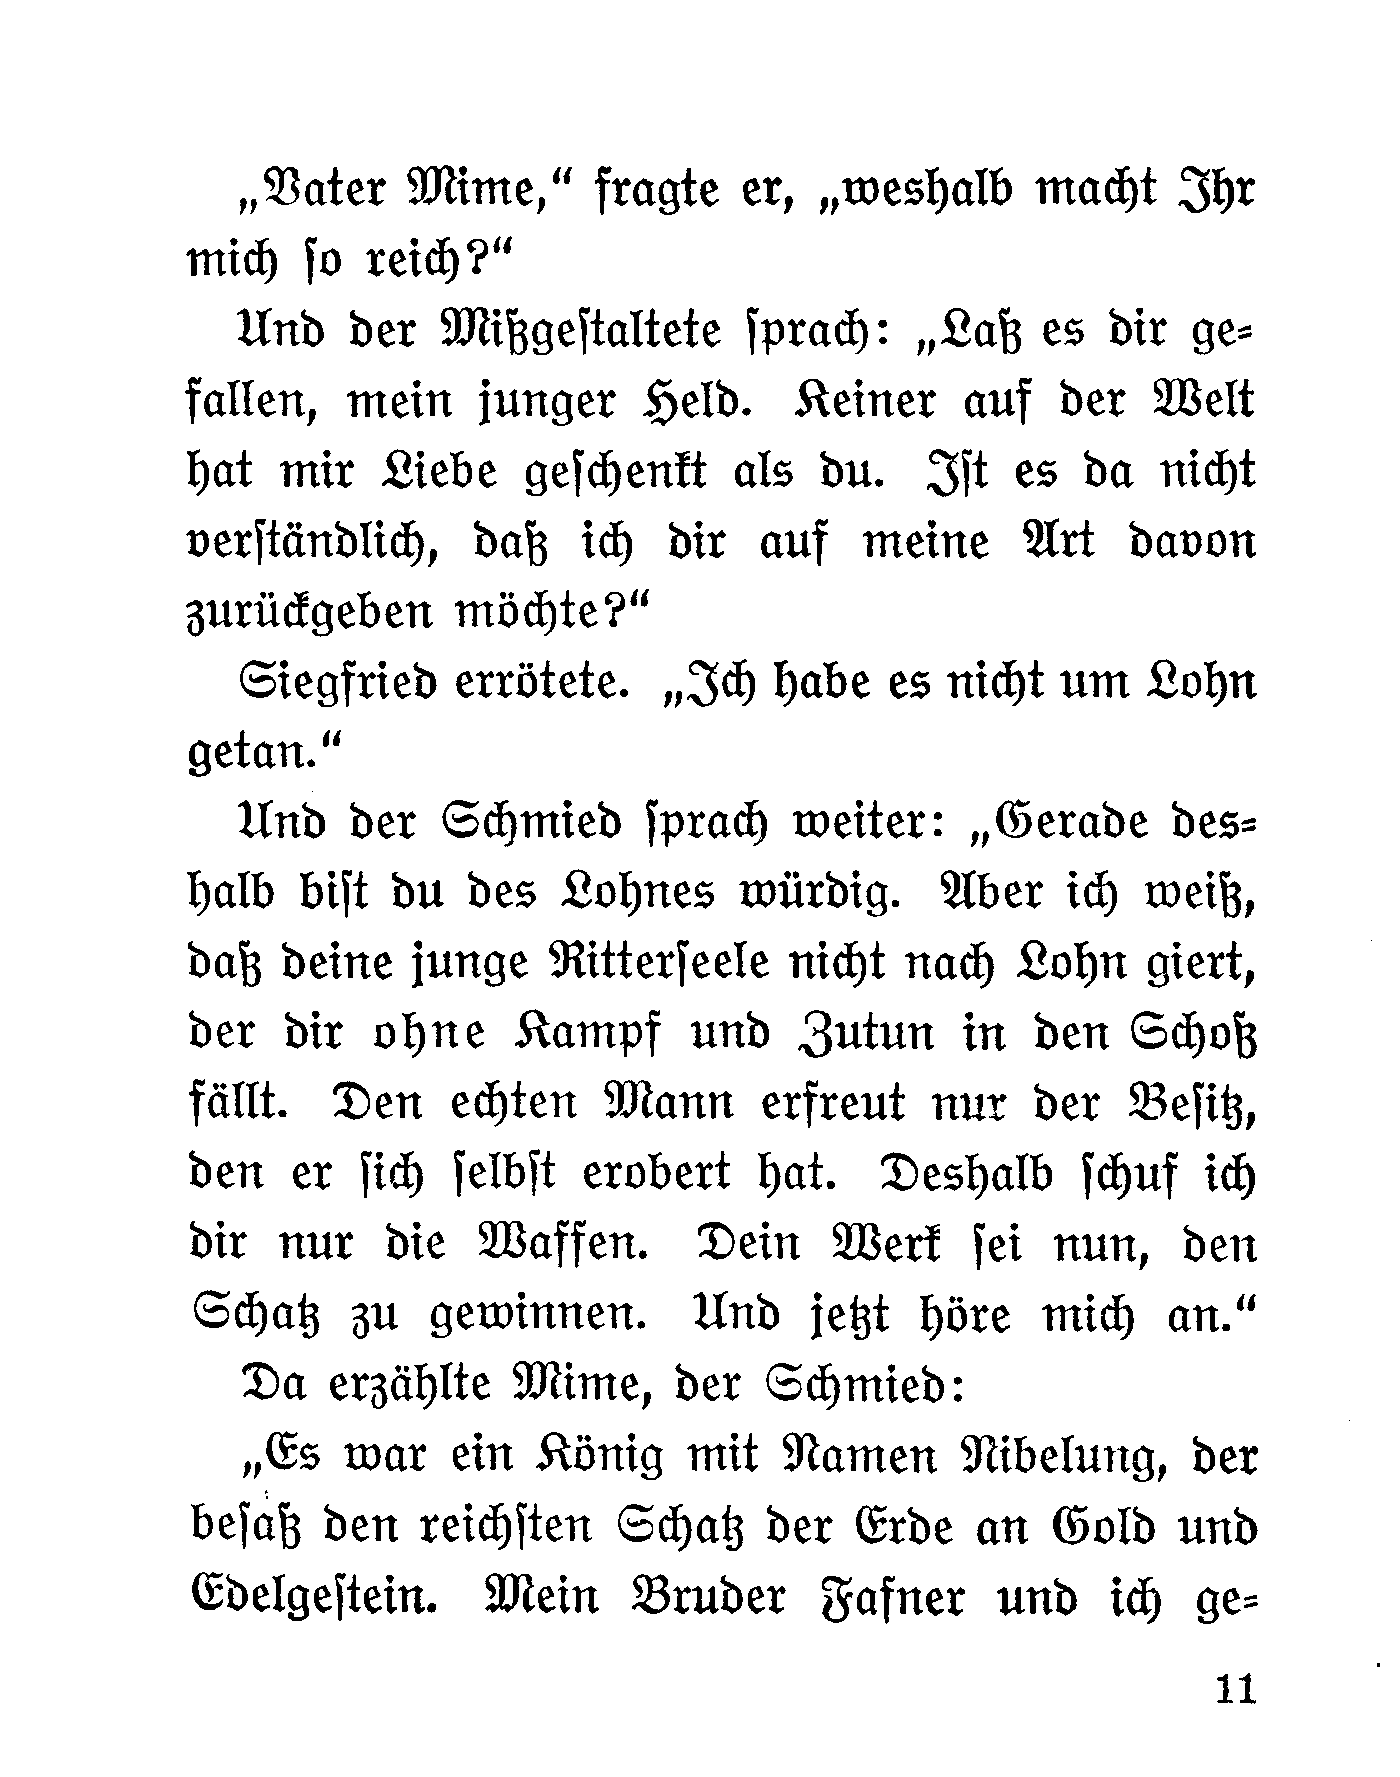 „Vater Mime,“ fragte er, „weshalb macht Ihr
mich ſo reich?“
Und der Mißgeſtaltete ſprach: „Laß es dir ge⸗
fallen, mein junger Held. Keiner auf der Welt
hat mir Liebe geſchenkt als du. Iſt es da nicht
verſtändlich, daß ich dir auf meine Art davon
zurückgeben möchte?“
Siegfried errötete. „Ich habe es nicht um Lohn
getan.“
Und der Schmied ſprach weiter: „Gerade des⸗
halb biſt du des Lohnes würdig. Aber ich weiß,
daß deine junge Ritterſeele nicht nach Lohn giert,
der dir ohne Kampf und Zutun in den Schoß
fällt. Den echten Mann erfreut nur der Beſitz,
den er ſich ſelbſt erobert hat. Deshalb ſchuf ich
dir nur die Waffen. Dein Werk ſei nun, den
Schatz zu gewinnen. Und jetzt höre mich an.“
Da erzählte Mime, der Schmied:
„Es war ein König mit Namen Nibelung, der
beſaß den reichſten Schatz der Erde an Gold und
Edelgeſtein. Mein Bruder Fafner und ich ge⸗
11